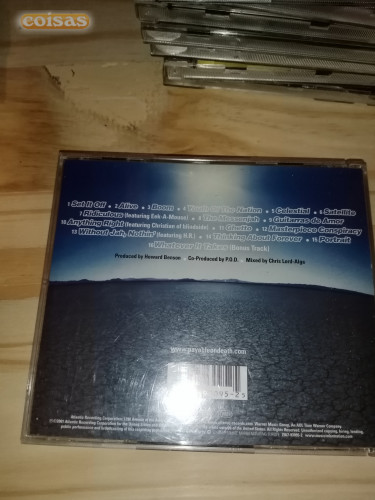 coisas
1 Set It Off 2 Alive 3 Boom 4 Youth Of The Nation 5 Celestial 6 Satellite
7 Ridiculous (featuring Eek-A-Mouse) 8 The Messenjah 9 Guitarras de Amor
10 Anything Right (featuring Christian of Blindside) 11 Ghetto 12 Masterpiece Conspiracy
13 Without Jah, Nothin' (featuring H.R.) 14 Thinking About Forever 15 Portrait
16 Whatever It Takes (Bonus Track)
Produced by Howard Benson • Co-Produced by P.O.D. • Mixed by Chris Lord-Alge
www.payableondeath.com